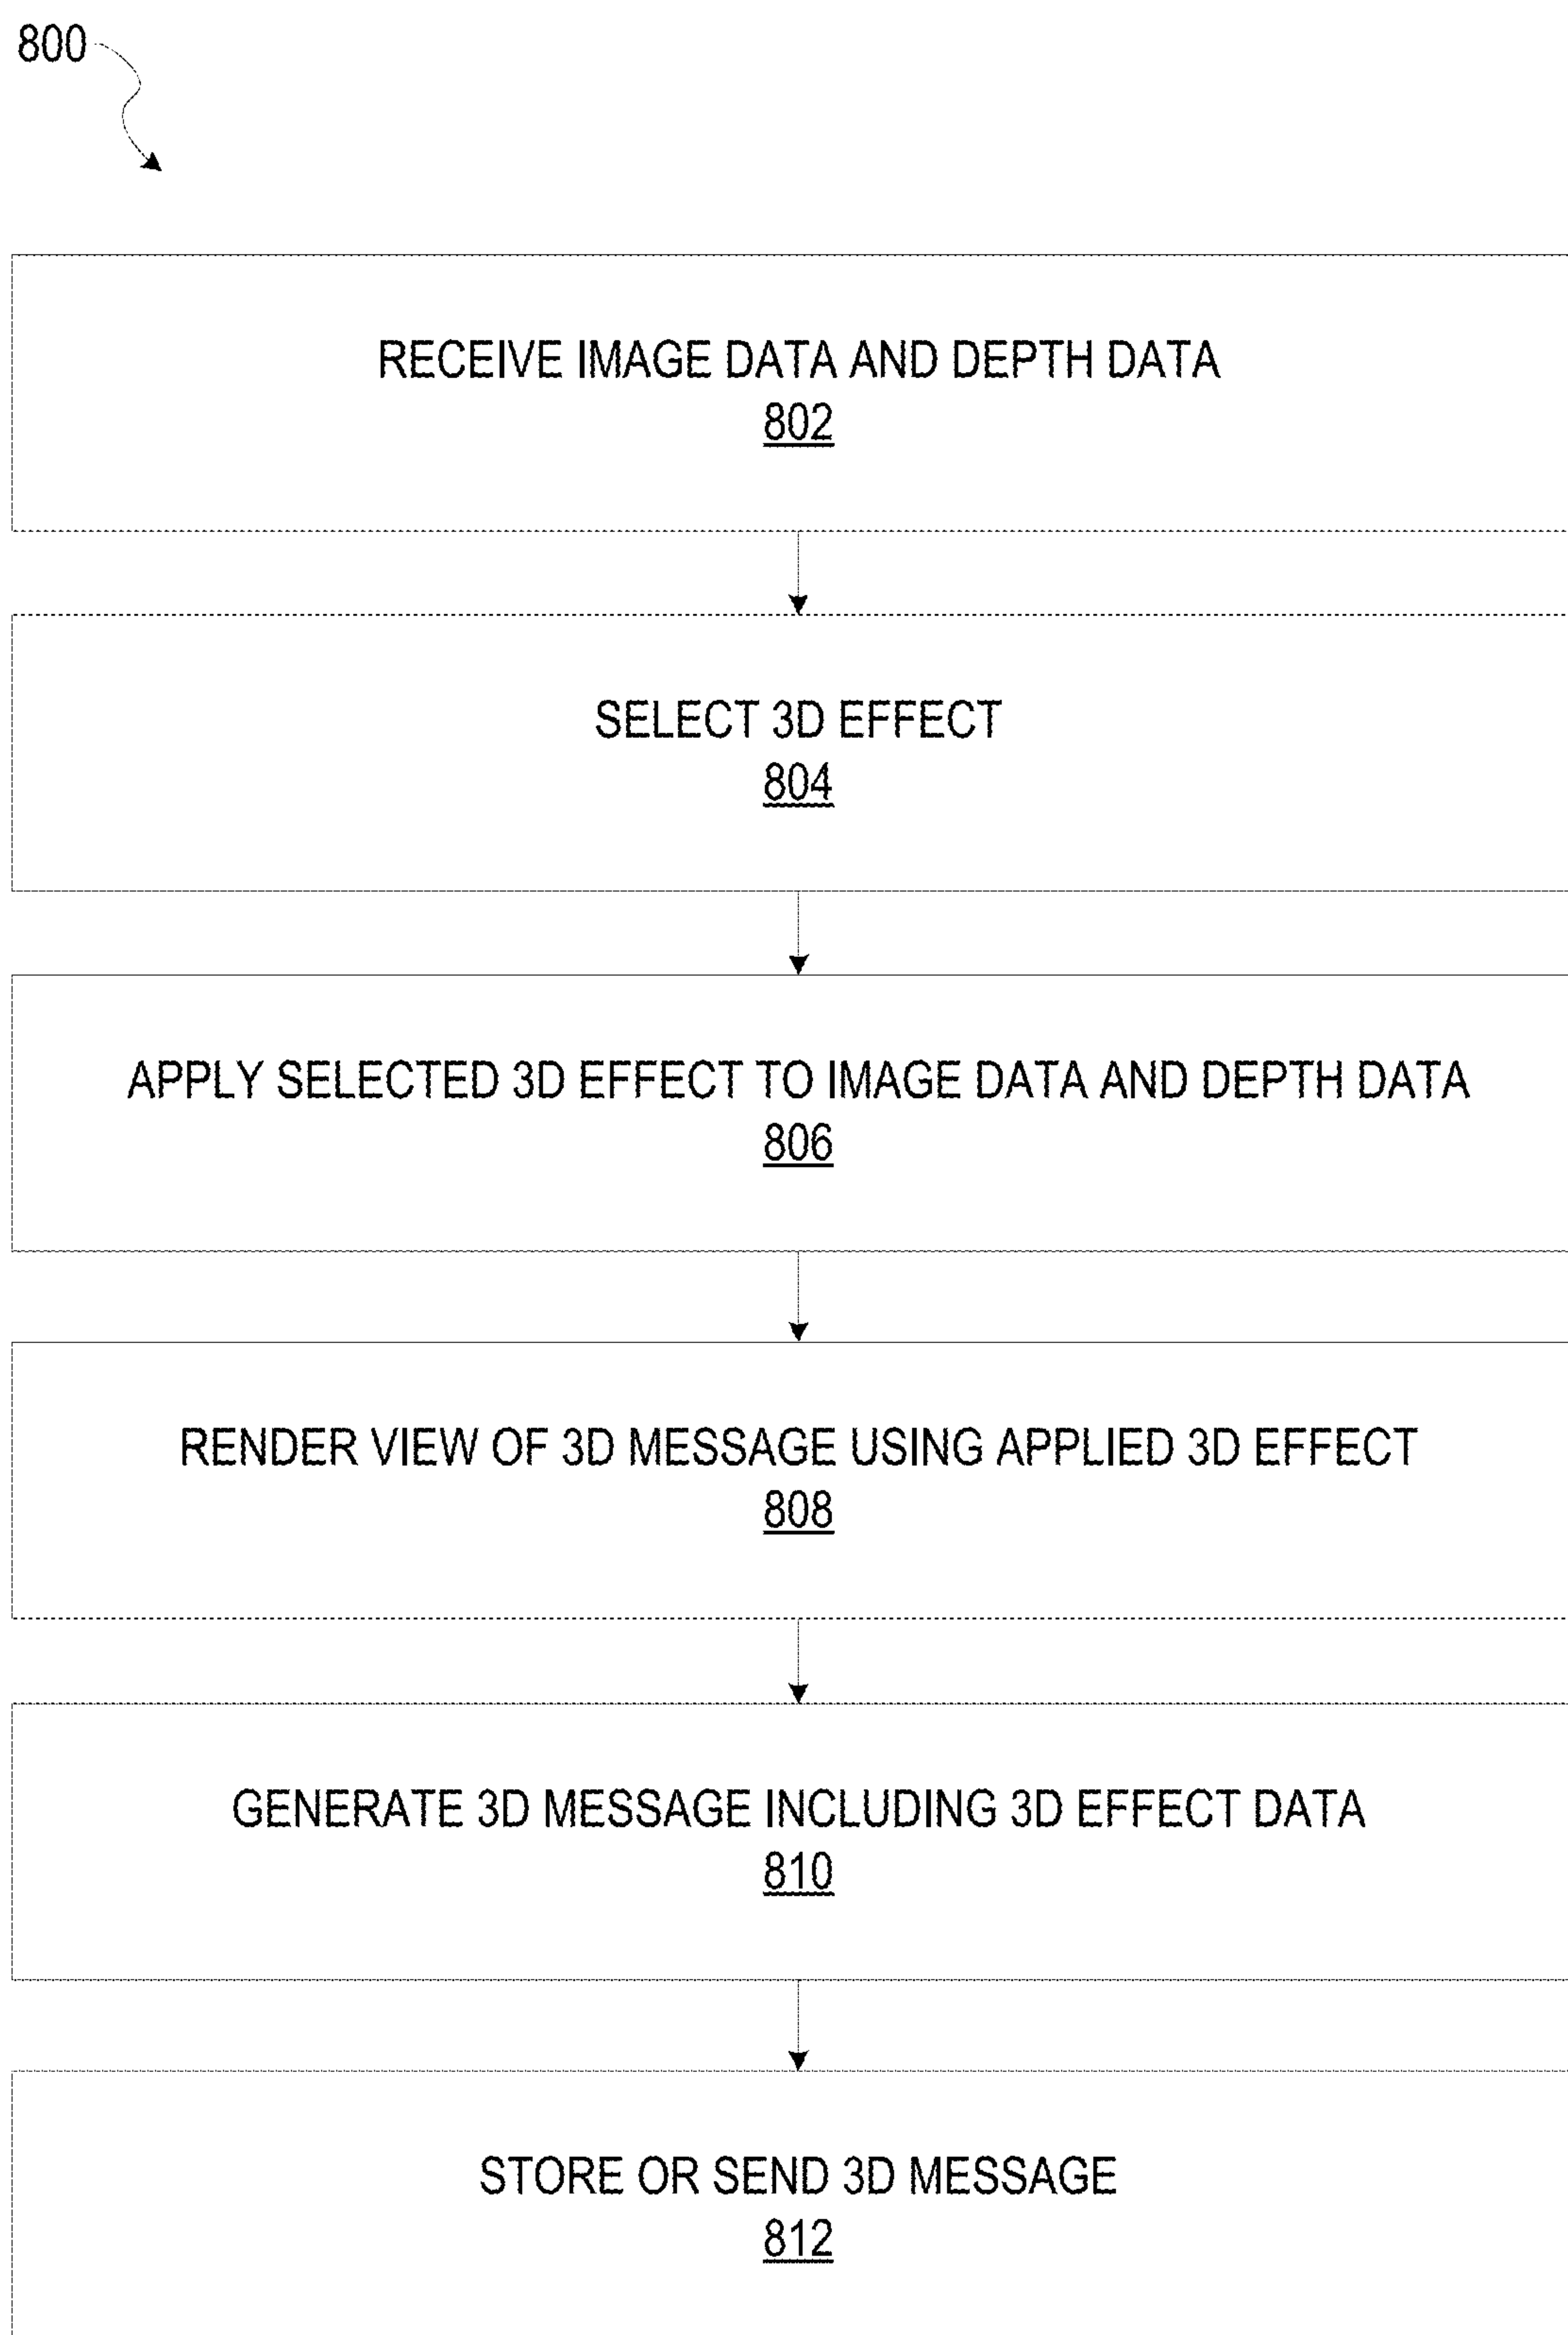 800
RECEIVE IMAGE DATA AND DEPTH DATA
802
SELECT 3D EFFECT
804
APPLY SELECTED 3D EFFECT TO IMAGE DATA AND DEPTH DATA
806
RENDER VIEW OF 3D MESSAGE USING APPLIED 3D EFFECT
808
GENERATE 3D MESSAGE INCLUDING 3D EFFECT DATA
810
STORE OR SEND 3D MESSAGE
812